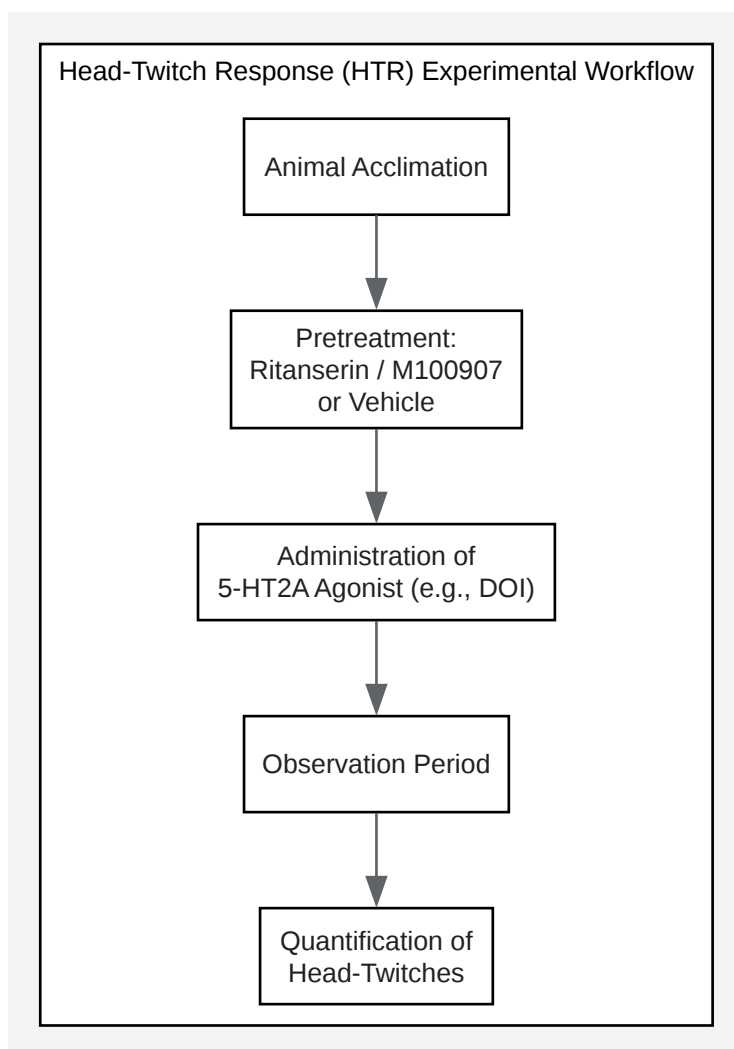 Head-Twitch Response (HTR) Experimental Workflow
Animal Acclimation
Pretreatment:
Ritanserin / M100907
or Vehicle
Administration of
5-HT2A Agonist (e.g., DOI)
Observation Period
Quantification of
Head-Twitches